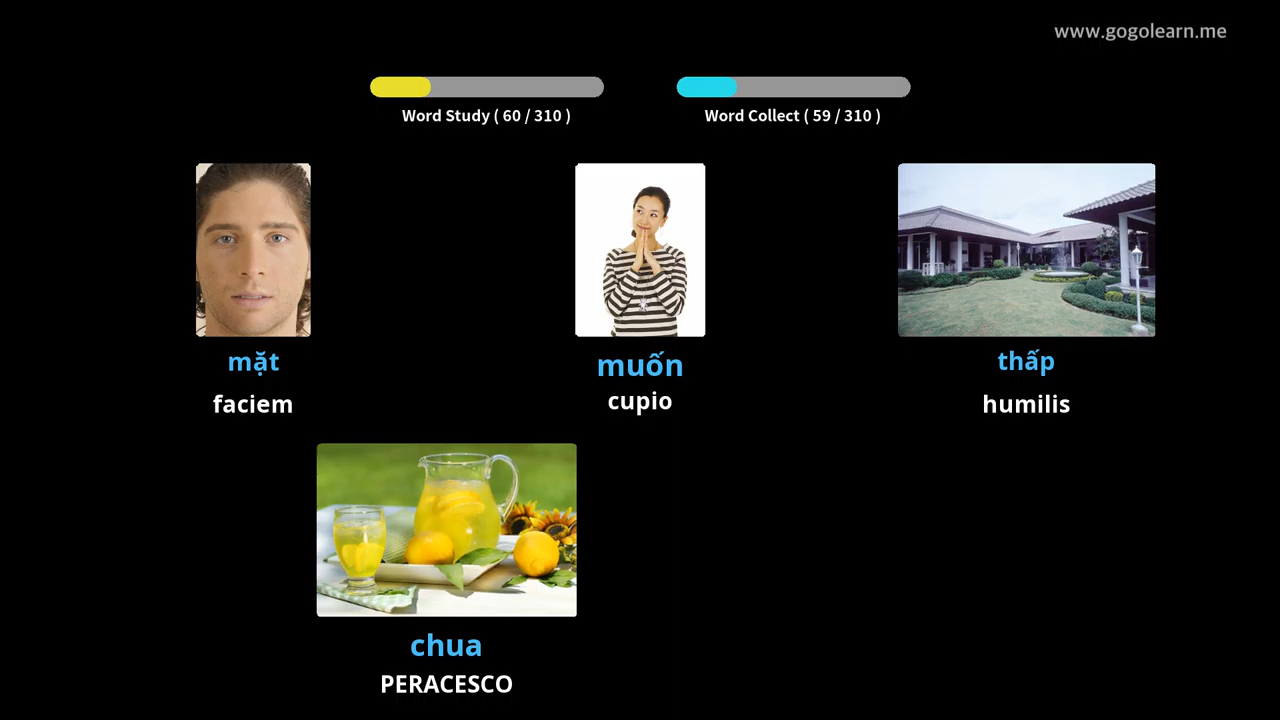 www.gogolearn.me
Word Study ( 60 / 310 )
Word Collect ( 59 / 310 )
mặt
faciem
muốn
cupio
thấp
humilis
chua
PERACESCO